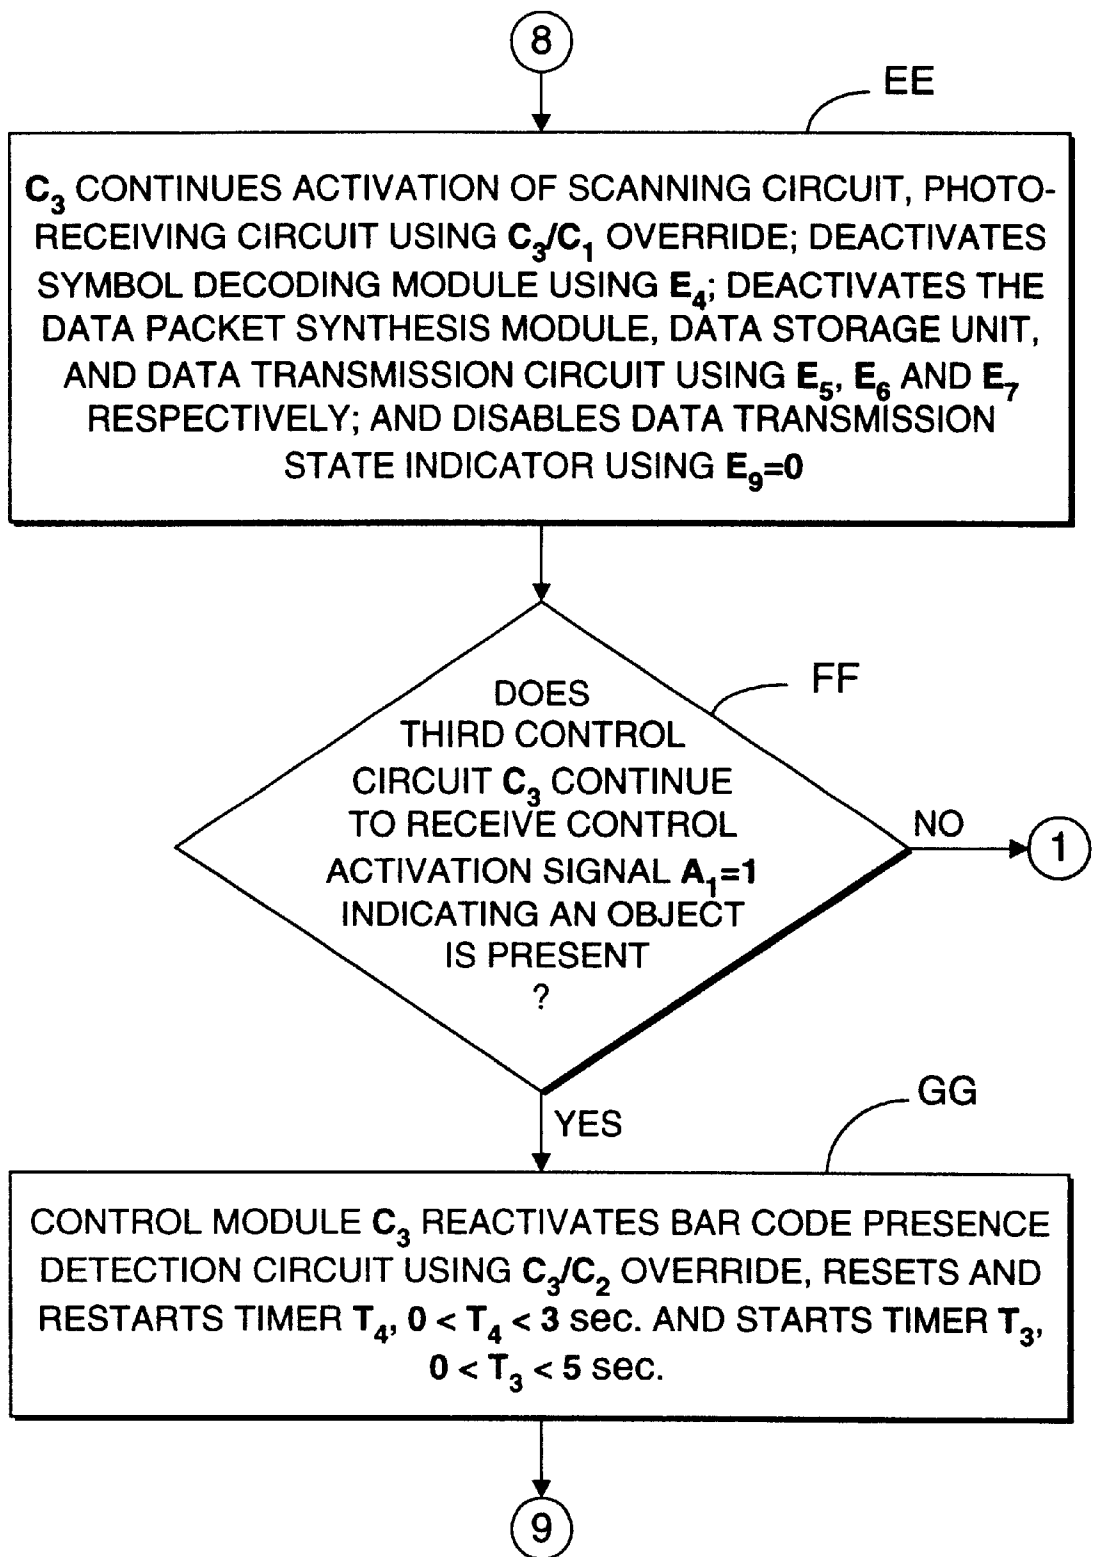 8
EE
C₃ CONTINUES ACTIVATION OF SCANNING CIRCUIT, PHOTO-
RECEIVING CIRCUIT USING C₃/C₁ OVERRIDE; DEACTIVATES
SYMBOL DECODING MODULE USING E₄; DEACTIVATES THE
DATA PACKET SYNTHESIS MODULE, DATA STORAGE UNIT,
AND DATA TRANSMISSION CIRCUIT USING E₅, E₆ AND E₇
RESPECTIVELY; AND DISABLES DATA TRANSMISSION
STATE INDICATOR USING E₉=0
FF
DOES
THIRD CONTROL
CIRCUIT C₃ CONTINUE
TO RECEIVE CONTROL
ACTIVATION SIGNAL A₁=1
INDICATING AN OBJECT
IS PRESENT
?
NO
1
YES
GG
CONTROL MODULE C₃ REACTIVATES BAR CODE PRESENCE
DETECTION CIRCUIT USING C₃/C₂ OVERRIDE, RESETS AND
RESTARTS TIMER T₄, 0 < T₄ < 3 sec. AND STARTS TIMER T₃,
0 < T₃ < 5 sec.
9